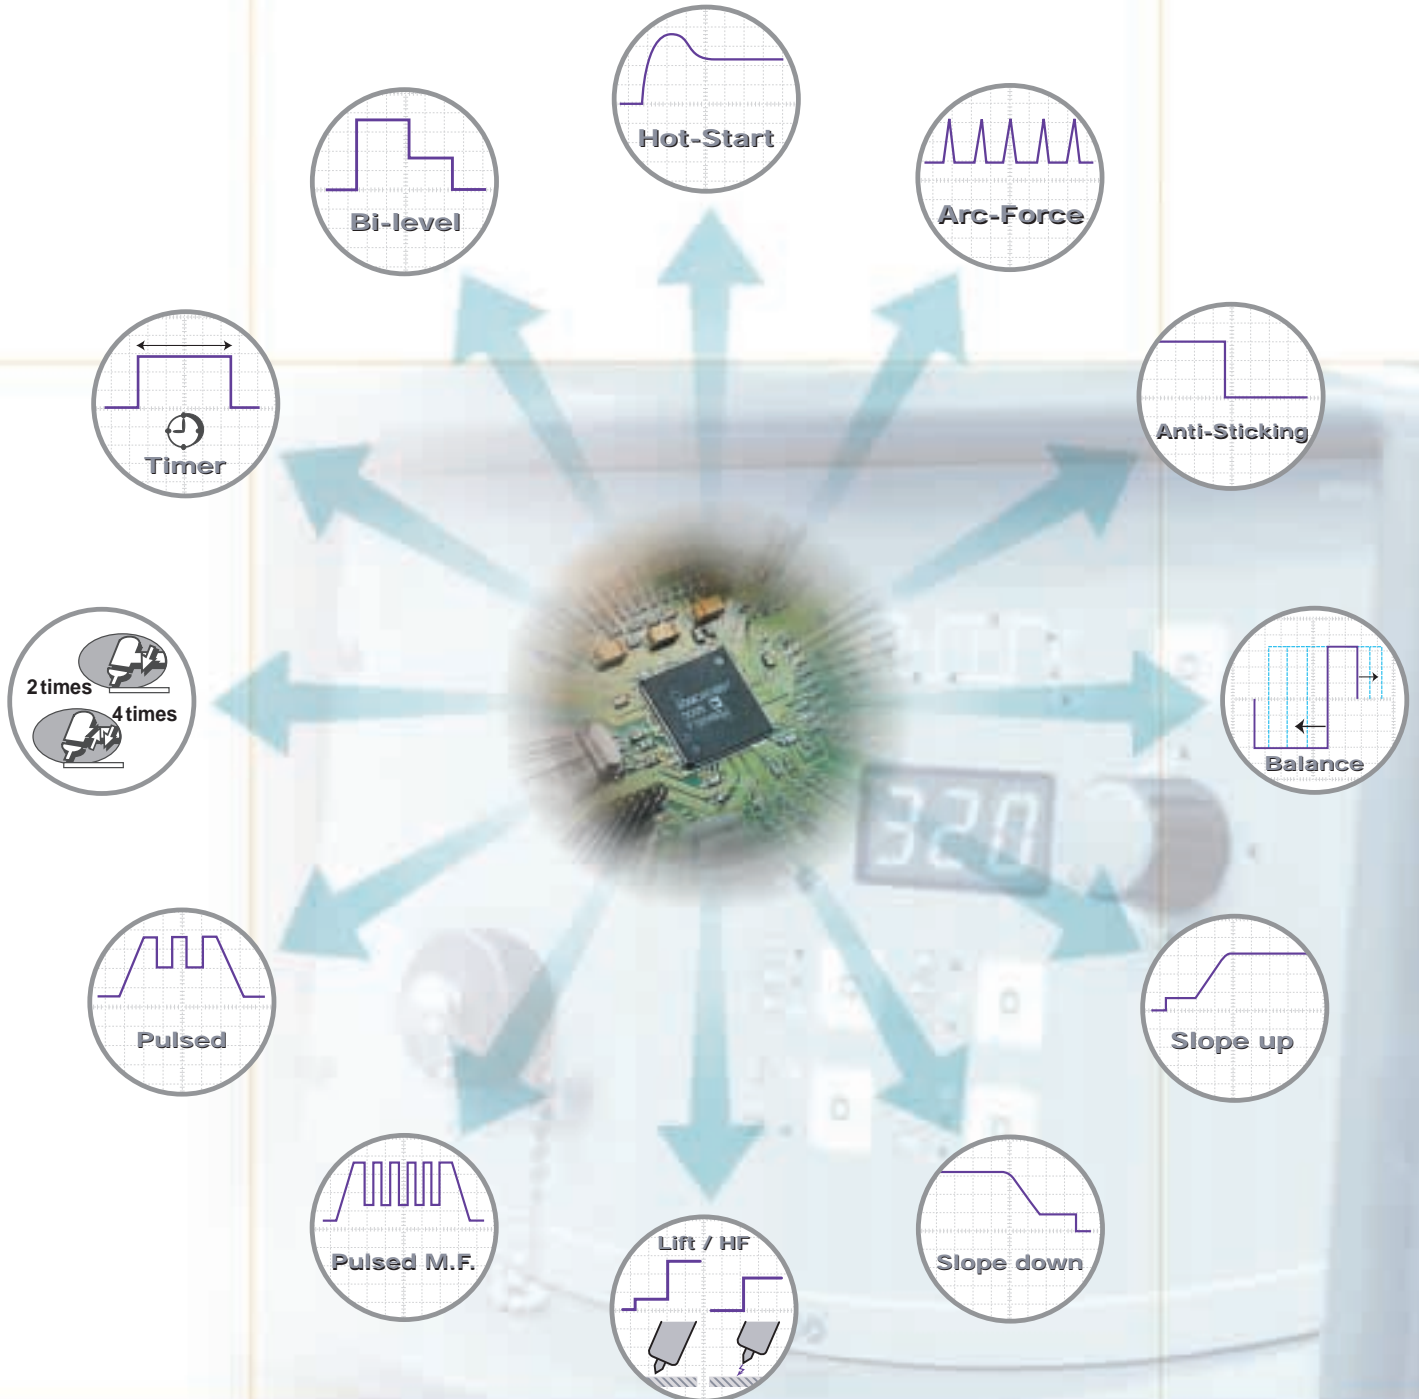 Hot-Start
Bi-level
Arc-Force
Timer
Anti-Sticking
2 times
4 times
Balance
320
Pulsed
Slope up
Pulsed M.F.
Lift / HF
Slope down